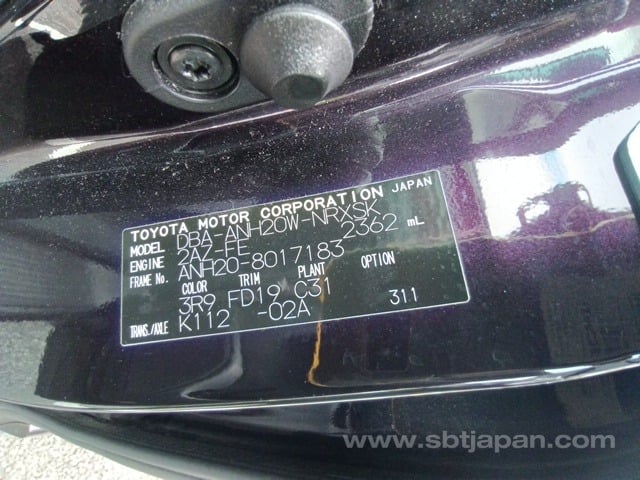 TOYOTA MOTOR CORPORATION JAPAN
MODEL DBA-ANH20W-NRXSK
ENGINE 2AZ-FE 2362 mL
FRAME No. ANH20-8017183
COLOR TRIM PLANT OPTION
3R9 FD19 C31
TRANS./AXLE K112 -02A 311
www.sbtjapan.com